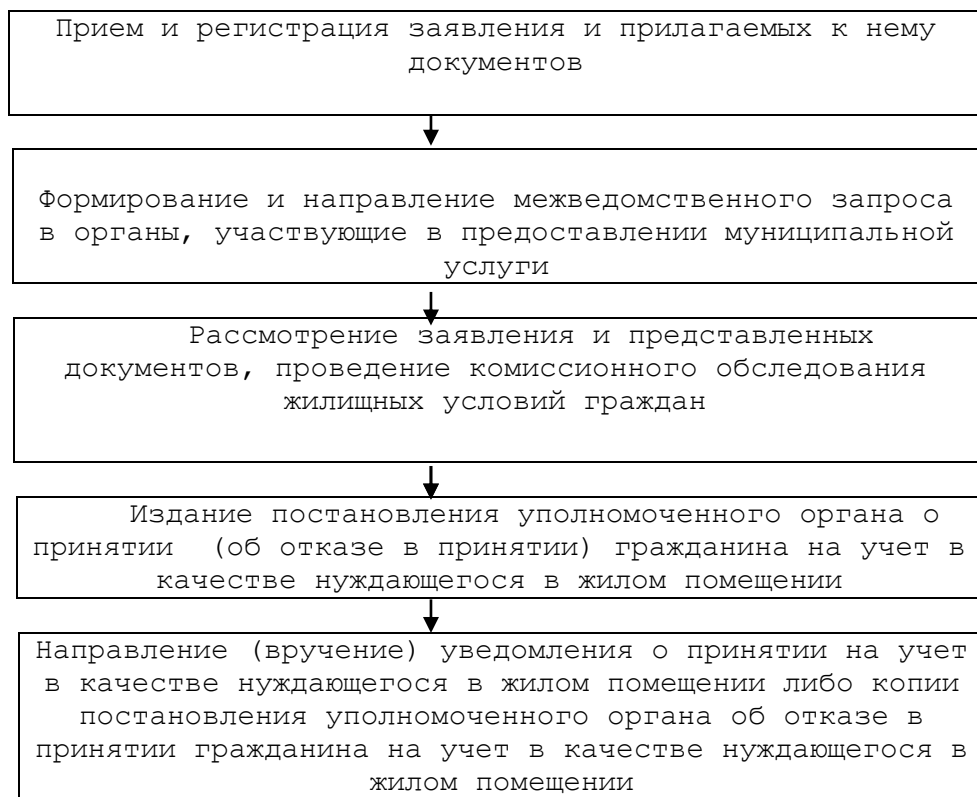 Прием и регистрация заявления и прилагаемых к нему
документов
Формирование и направление межведомственного запроса
в органы, участвующие в предоставлении муниципальной
услуги
Рассмотрение заявления и представленных
документов, проведение комиссионного обследования
жилищных условий граждан
Издание постановления уполномоченного органа о
принятии (об отказе в принятии) гражданина на учет в
качестве нуждающегося в жилом помещении
Направление (вручение) уведомления о принятии на учет
в качестве нуждающегося в жилом помещении либо копии
постановления уполномоченного органа об отказе в
принятии гражданина на учет в качестве нуждающегося в
жилом помещении